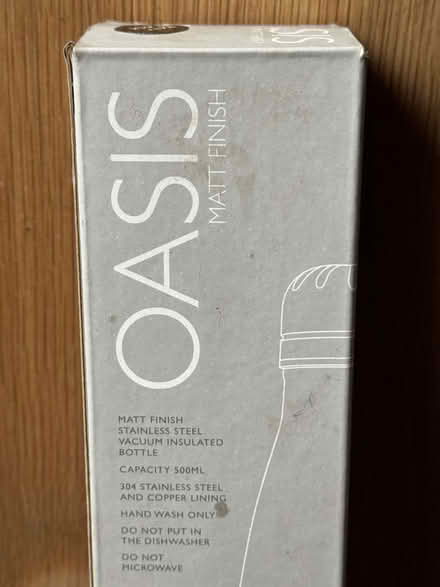 OASIS
MATT FINISH
MATT FINISH
STAINLESS STEEL
VACUUM INSULATED
BOTTLE
CAPACITY 500ML
304 STAINLESS STEEL
AND COPPER LINING
HAND WASH ONLY
DO NOT PUT IN
THE DISHWASHER
DO NOT
MICROWAVE